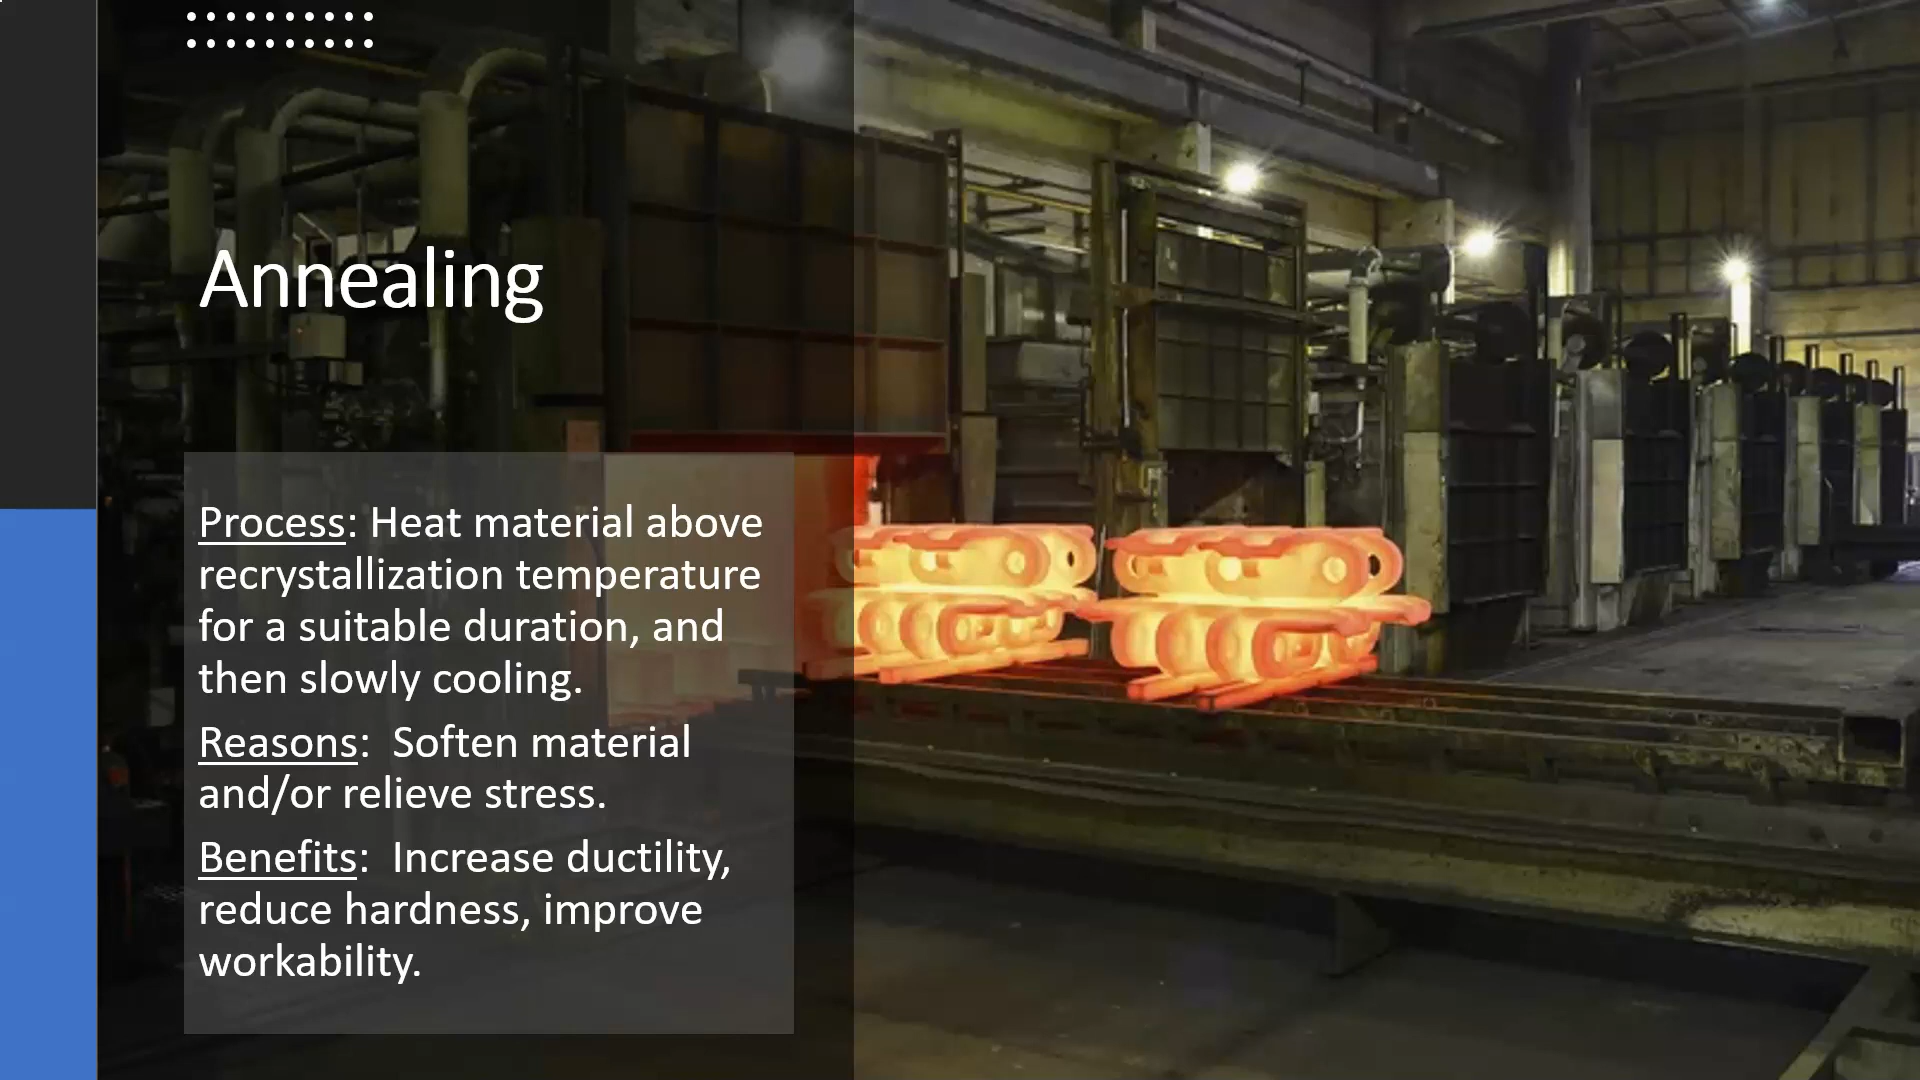 Annealing
Process: Heat material above
recrystallization temperature
for a suitable duration, and
then slowly cooling.
Reasons:  Soften material
and/or relieve stress.
Benefits:  Increase ductility,
reduce hardness, improve
workability.